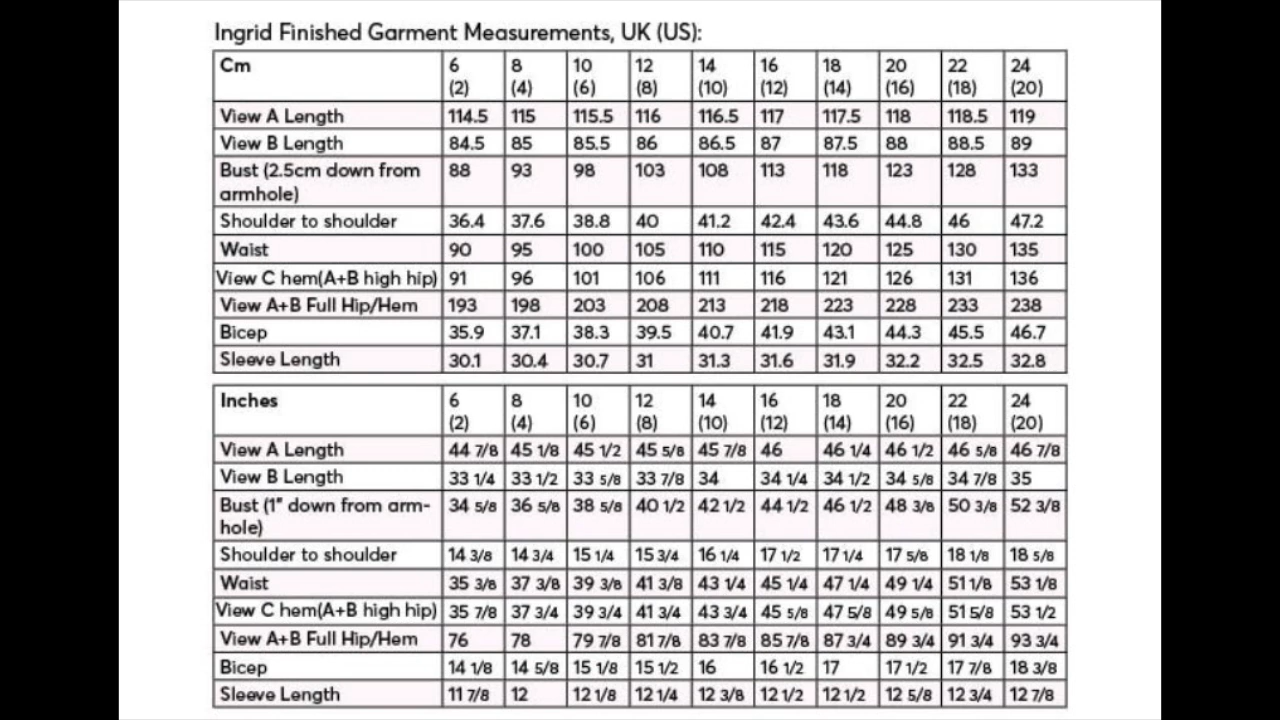 Ingrid Finished Garment Measurements, UK (US):
Cm 6 (2) 8 (4) 10 (6) 12 (8) 14 (10) 16 (12) 18 (14) 20 (16) 22 (18) 24 (20)
View A Length 114.5 115 115.5 116 116.5 117 117.5 118 118.5 119
View B Length 84.5 85 85.5 86 86.5 87 87.5 88 88.5 89
Bust (2.5cm down from armhole) 88 93 98 103 108 113 118 123 128 133
Shoulder to shoulder 36.4 37.6 38.8 40 41.2 42.4 43.6 44.8 46 47.2
Waist 90 95 100 105 110 115 120 125 130 135
View C hem(A+B high hip) 91 96 101 106 111 116 121 126 131 136
View A+B Full Hip/Hem 193 198 203 208 213 218 223 228 233 238
Bicep 35.9 37.1 38.3 39.5 40.7 41.9 43.1 44.3 45.5 46.7
Sleeve Length 30.1 30.4 30.7 31 31.3 31.6 31.9 32.2 32.5 32.8
Inches 6 (2) 8 (4) 10 (6) 12 (8) 14 (10) 16 (12) 18 (14) 20 (16) 22 (18) 24 (20)
View A Length 44 7/8 45 1/8 45 1/2 45 5/8 45 7/8 46 46 1/4 46 1/2 46 5/8 46 7/8
View B Length 33 1/4 33 1/2 33 5/8 33 7/8 34 34 1/4 34 1/2 34 5/8 34 7/8 35
Bust (1" down from arm-hole) 34 5/8 36 5/8 38 5/8 40 1/2 42 1/2 44 1/2 46 1/2 48 3/8 50 3/8 52 3/8
Shoulder to shoulder 14 3/8 14 3/4 15 1/4 15 3/4 16 1/4 17 1/2 17 1/4 17 5/8 18 1/8 18 5/8
Waist 35 3/8 37 3/8 39 3/8 41 3/8 43 1/4 45 1/4 47 1/4 49 1/4 51 1/8 53 1/8
View C hem(A+B high hip) 35 7/8 37 3/4 39 3/4 41 3/4 43 3/4 45 5/8 47 5/8 49 5/8 51 5/8 53 1/2
View A+B Full Hip/Hem 76 78 79 7/8 81 7/8 83 7/8 85 7/8 87 3/4 89 3/4 91 3/4 93 3/4
Bicep 14 1/8 14 5/8 15 1/8 15 1/2 16 16 1/2 17 17 1/2 17 7/8 18 3/8
Sleeve Length 11 7/8 12 12 1/8 12 1/4 12 3/8 12 1/2 12 1/2 12 5/8 12 3/4 12 7/8